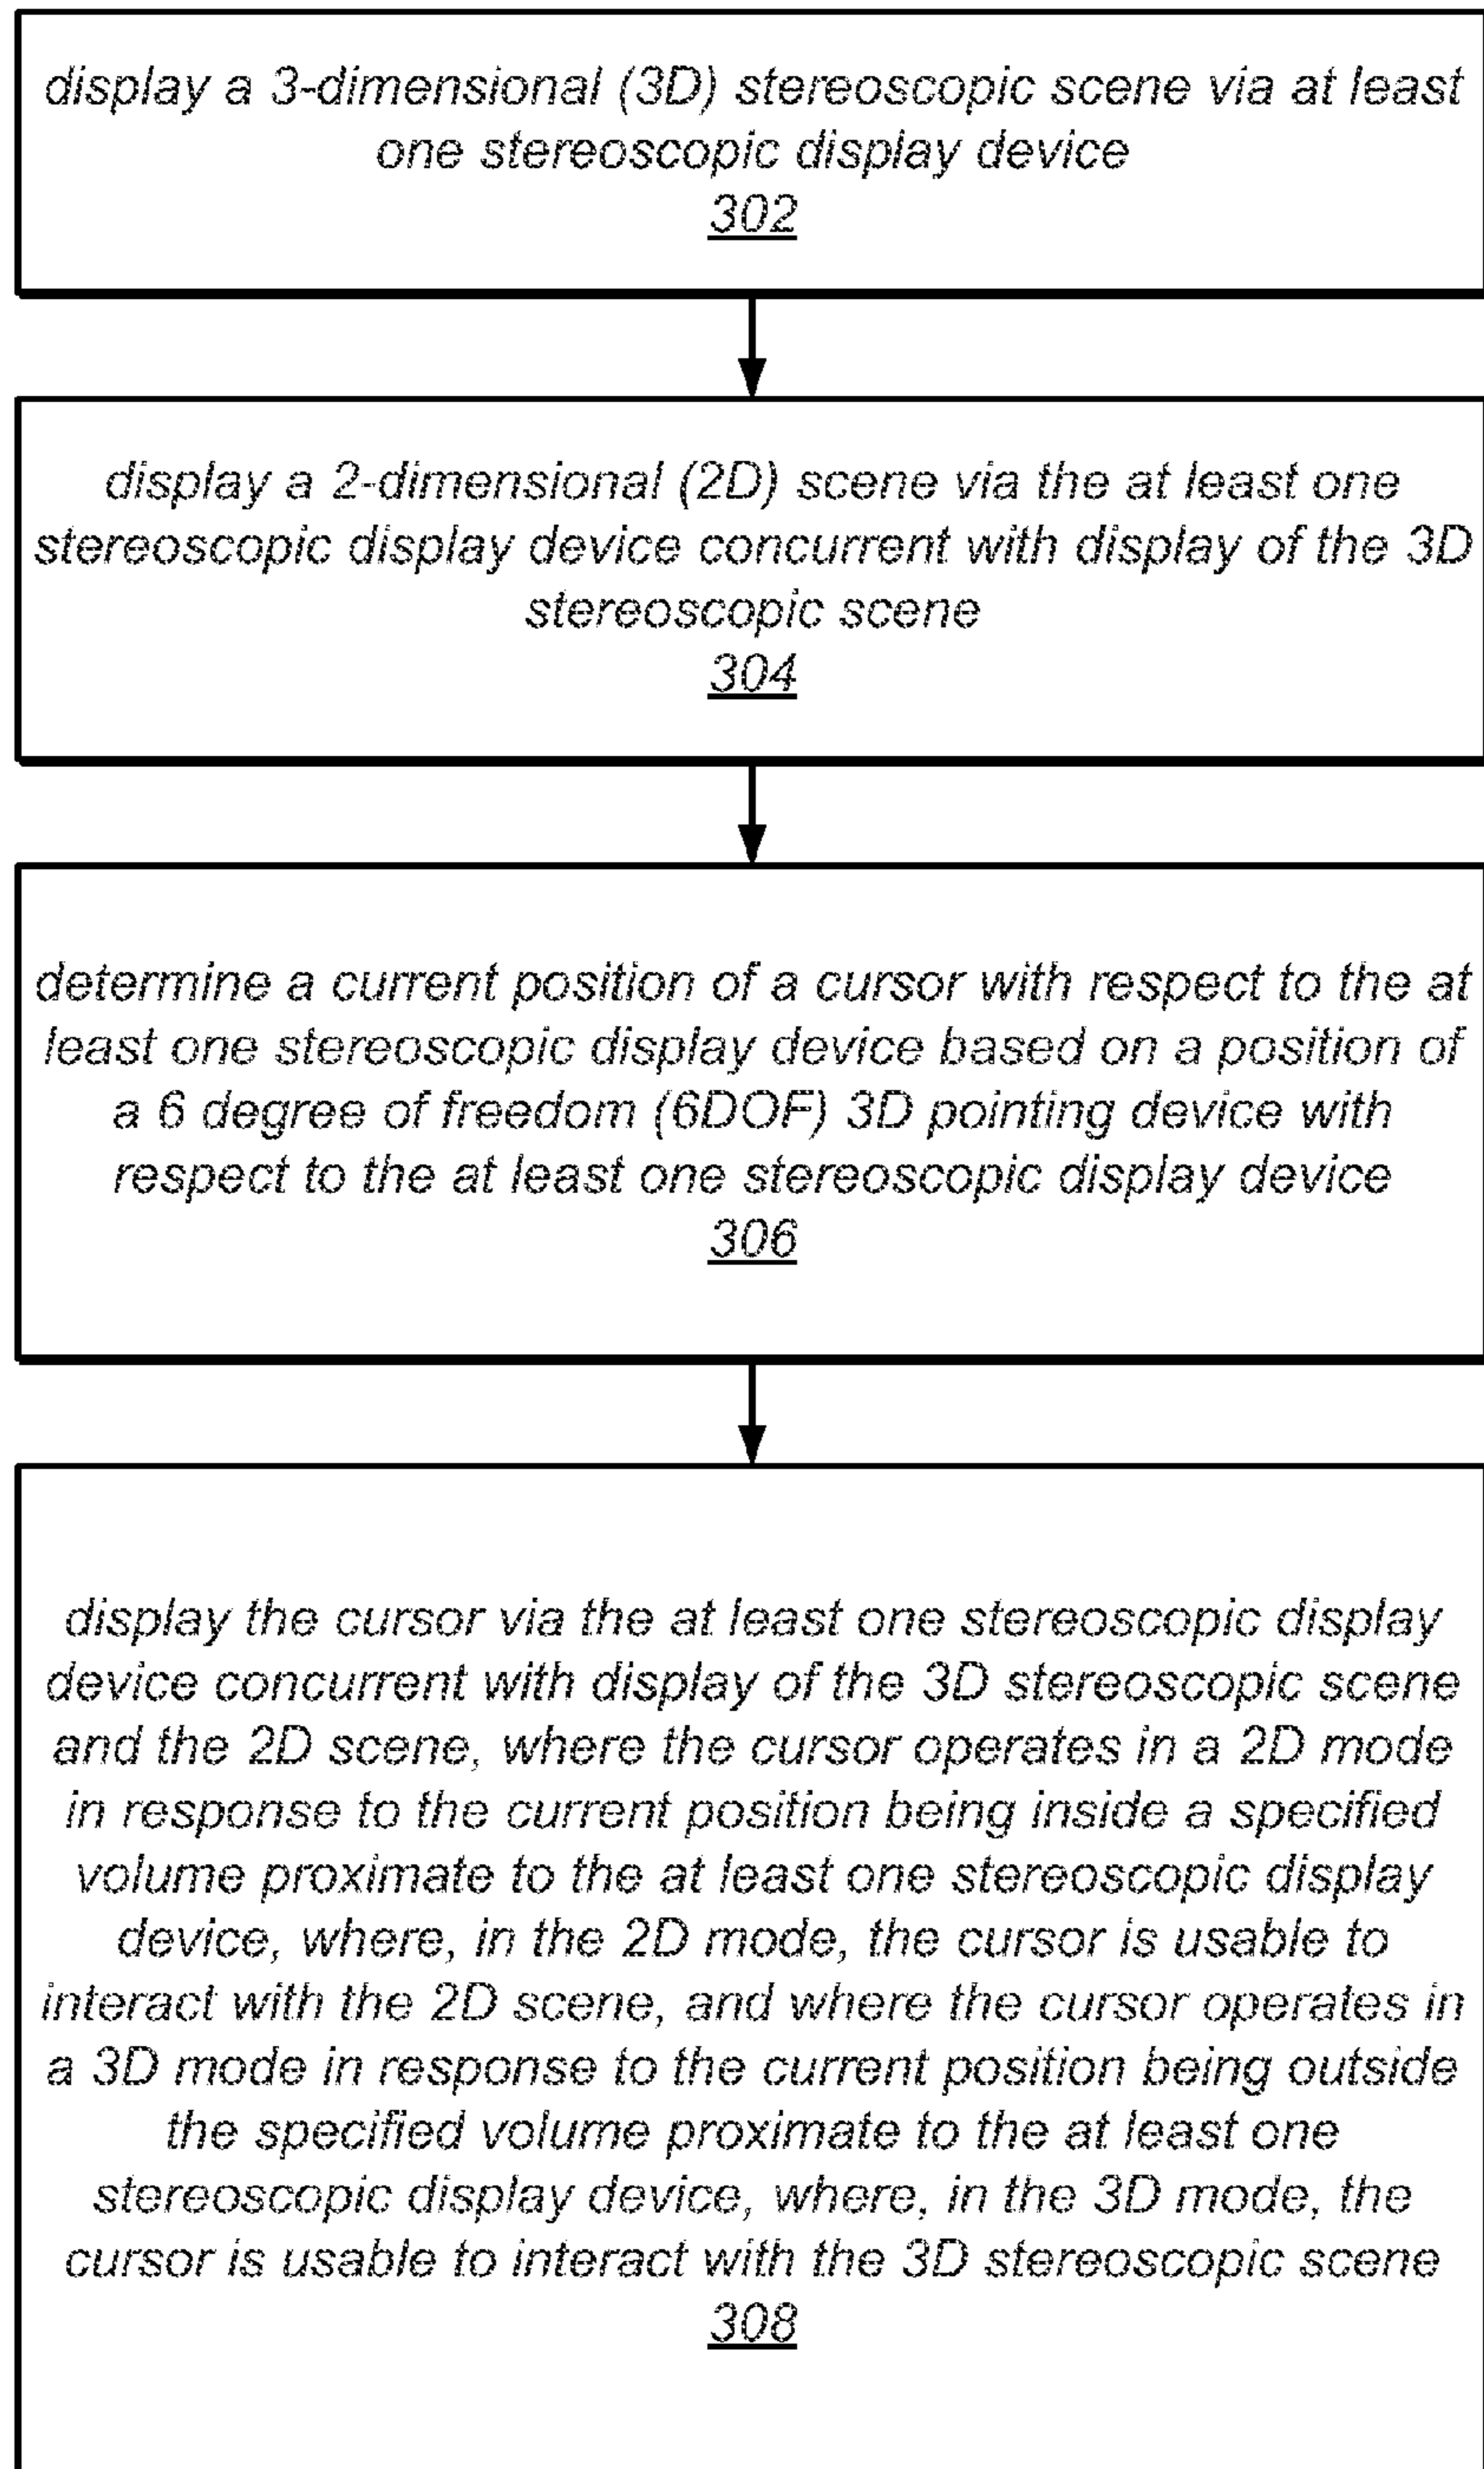 display a 3-dimensional (3D) stereoscopic scene via at least
one stereoscopic display device
302
display a 2-dimensional (2D) scene via the at least one
stereoscopic display device concurrent with display of the 3D
stereoscopic scene
304
determine a current position of a cursor with respect to the at
least one stereoscopic display device based on a position of
a 6 degree of freedom (6DOF) 3D pointing device with
respect to the at least one stereoscopic display device
306
display the cursor via the at least one stereoscopic display
device concurrent with display of the 3D stereoscopic scene
and the 2D scene, where the cursor operates in a 2D mode
in response to the current position being inside a specified
volume proximate to the at least one stereoscopic display
device, where, in the 2D mode, the cursor is usable to
interact with the 2D scene, and where the cursor operates in
a 3D mode in response to the current position being outside
the specified volume proximate to the at least one
stereoscopic display device, where, in the 3D mode, the
cursor is usable to interact with the 3D stereoscopic scene
308